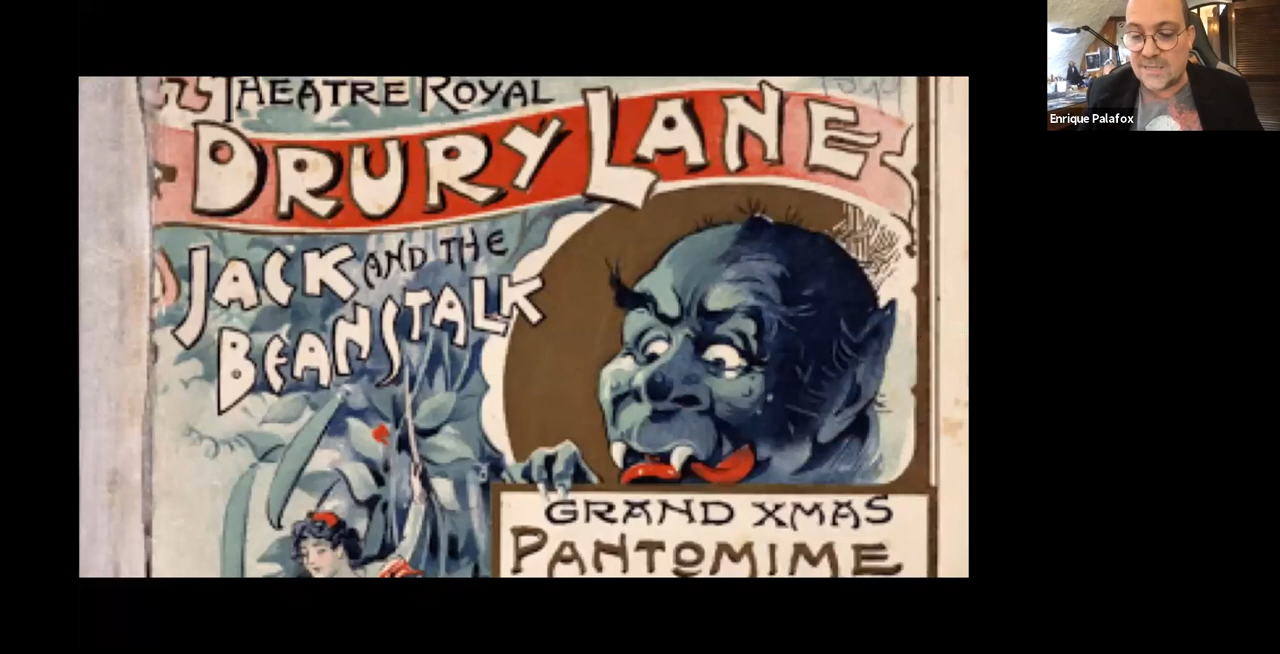 THEATRE ROYAL
DRURY LANE
JACK AND THE
BEANSTALK
GRAND XMAS
PANTOMIME
Enrique Palafox